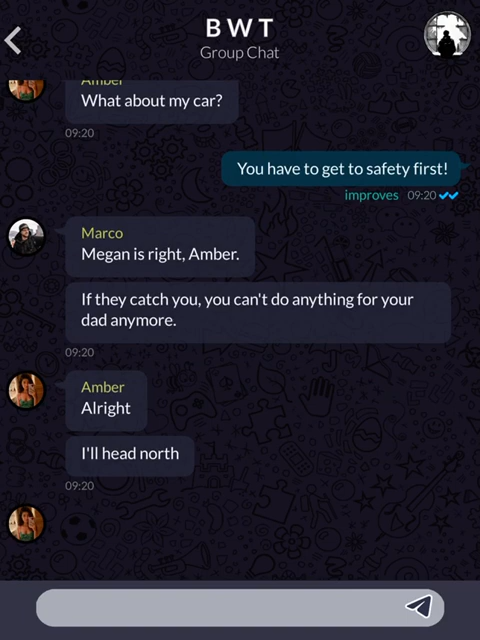 BWT
Group Chat
Amber
What about my car?
09:20
You have to get to safety first!
improves 09:20
Marco
Megan is right, Amber.
If they catch you, you can't do anything for your
dad anymore.
09:20
Amber
Alright
I'll head north
09:20